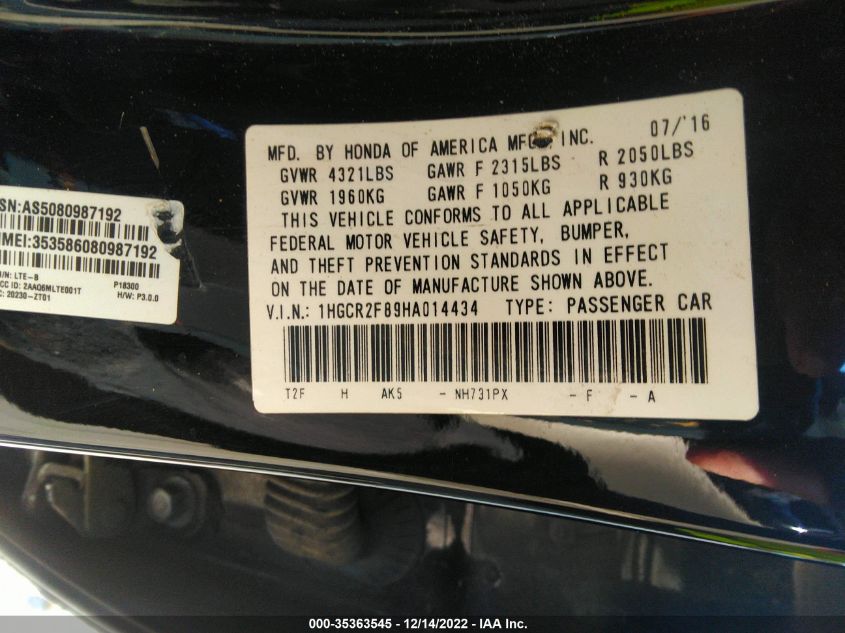 MFD. BY HONDA OF AMERICA MFG., INC. 07/'16
GVWR 4321LBS GAWR F 2315LBS R 2050LBS
GVWR 1960KG GAWR F 1050KG R 930KG
THIS VEHICLE CONFORMS TO ALL APPLICABLE
FEDERAL MOTOR VEHICLE SAFETY, BUMPER,
AND THEFT PREVENTION STANDARDS IN EFFECT
ON THE DATE OF MANUFACTURE SHOWN ABOVE.
V.I.N.: 1HGCR2F89HA014434 TYPE: PASSENGER CAR
T2F H AK5 - NH731PX - F - A
SN:AS5080987192
IMEI:353586080987192
LTE-B P18300
CC ID: 2AAQ6MLTE001T H/W: P3.0.0
20230-ZT01
000-35363545 - 12/14/2022 - IAA Inc.